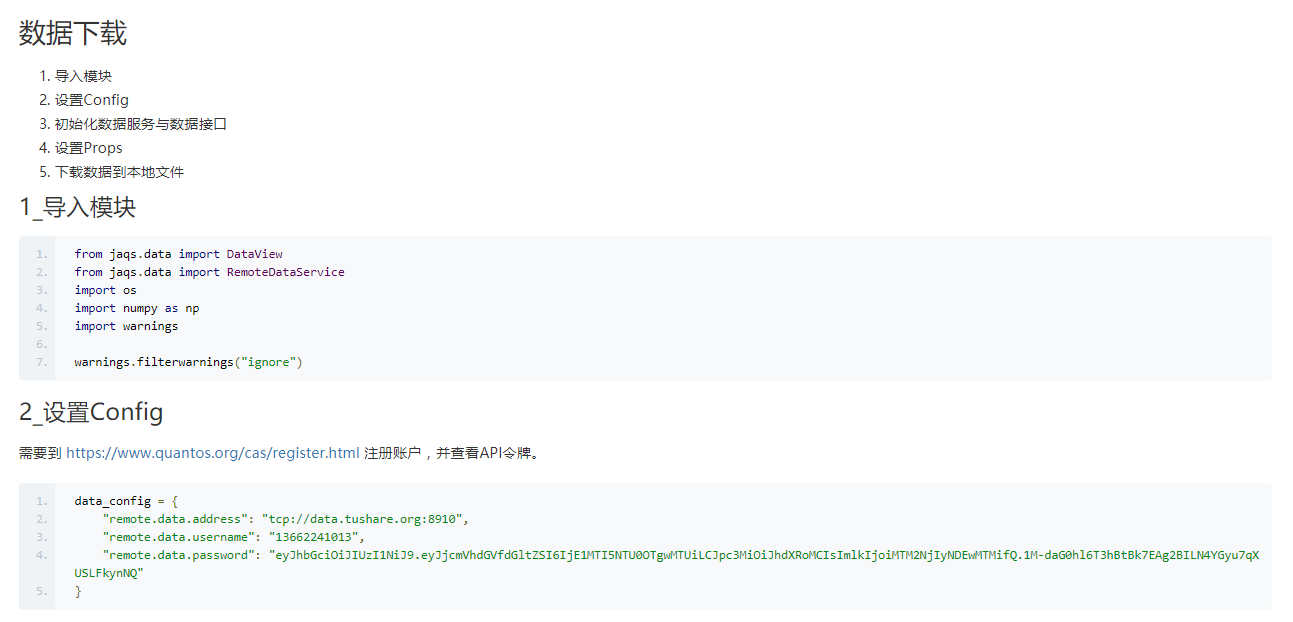 数据下载
1. 导入模块
2. 设置Config
3. 初始化数据服务与数据接口
4. 设置Props
5. 下载数据到本地文件
1_导入模块
1. from jaqs.data import DataView
2. from jaqs.data import RemoteDataService
3. import os
4. import numpy as np
5. import warnings
6.
7. warnings.filterwarnings("ignore")
2_设置Config
需要到 https://www.quantos.org/cas/register.html 注册账户，并查看API令牌。
1. data_config = {
2. "remote.data.address": "tcp://data.tushare.org:8910",
3. "remote.data.username": "13662241013",
4. "remote.data.password": "eyJhbGciOiJIUzI1NiJ9.eyJjcmVhdGVfdGltZSI6IjE1MTI5NTU0OTgwMTUiLCJpc3MiOiJhdXRoMCIsImlkIjoiMTM2NjIyNDEwMTMifQ.1M-daG0hl6T3hBtBk7EAg2BILN4YGyu7qX
USLFkynNQ"
5. }